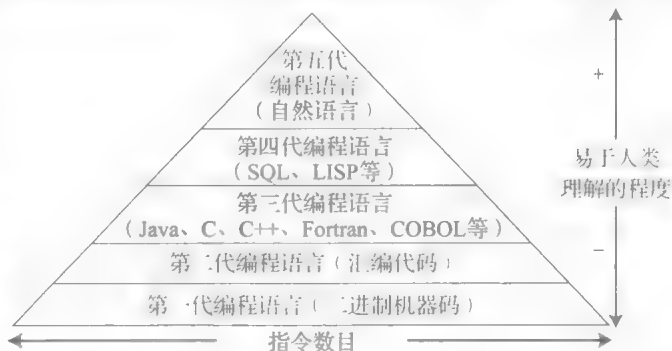 第五代
编程语言
（自然语言）
第四代编程语言
（SQL、LISP等）
第三代编程语言
（Java、C、C++、Fortran、COBOL等）
第二代编程语言（汇编代码）
第一代编程语言（二进制机器码）
指令数目
+
易于人类
理解的程度
−